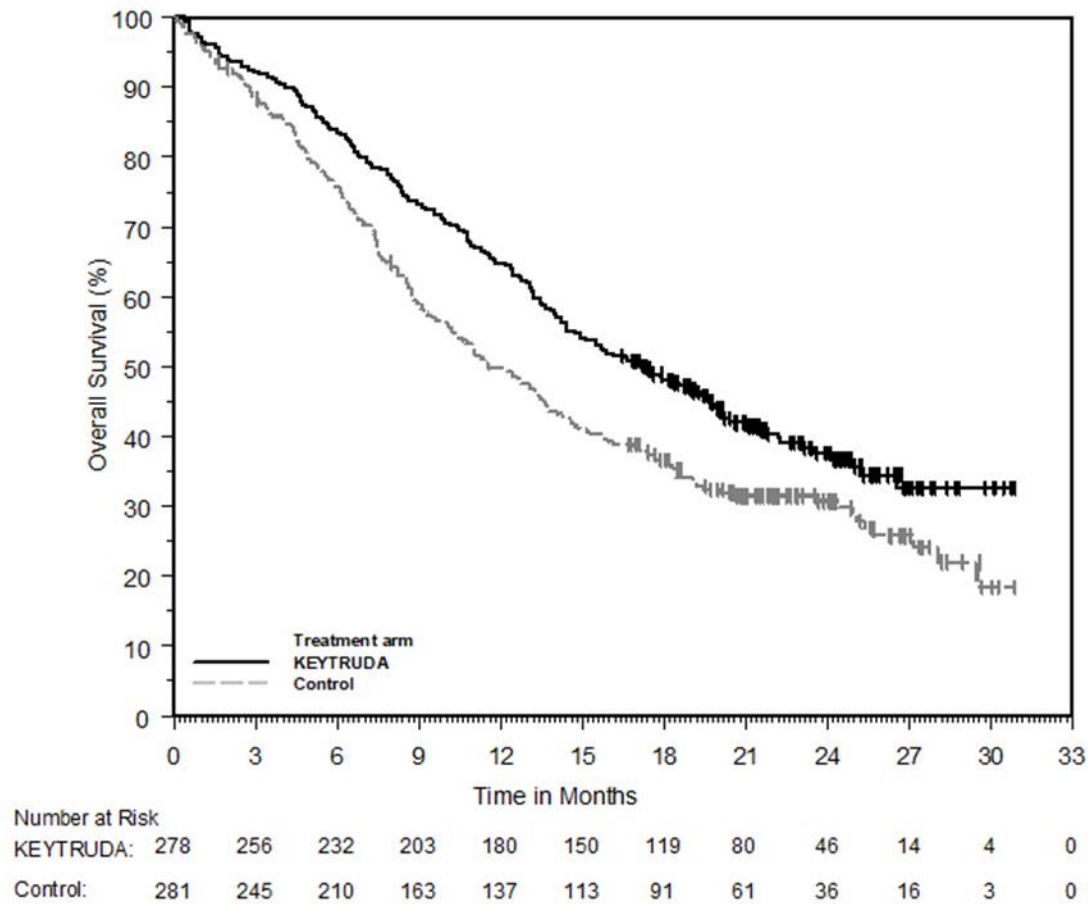 100
90
80
70
60
50
40
30
20
10
0
Overall Survival (%)
Treatment arm
KEYTRUDA
Control
0 3 6 9 12 15 18 21 24 27 30 33
Time in Months
Number at Risk
KEYTRUDA: 278 256 232 203 180 150 119 80 46 14 4 0
Control: 281 245 210 163 137 113 91 61 36 16 3 0